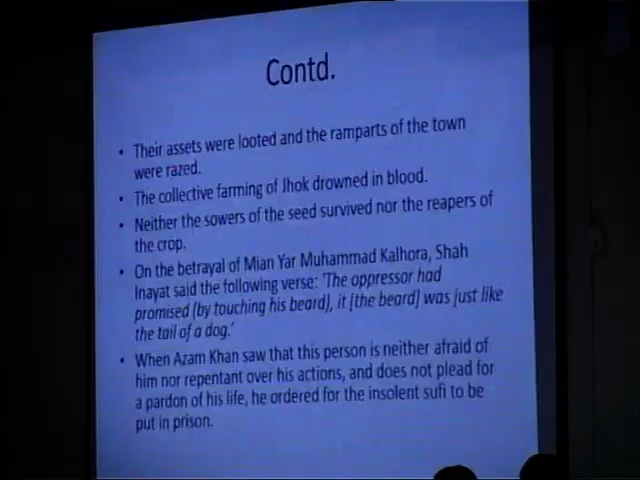 Contd.
• Their assets were looted and the ramparts of the town
were razed.
• The collective farming of Jhok drowned in blood.
• Neither the sowers of the seed survived nor the reapers of
the crop.
• On the betrayal of Mian Yar Muhammad Kalhora, Shah
Inayat said the following verse: 'The oppressor had
promised (by touching his beard), it [the beard] was just like
the tail of a dog.'
• When Azam Khan saw that this person is neither afraid of
him nor repentant over his actions, and does not plead for
a pardon of his life, he ordered for the insolent sufi to be
put in prison.